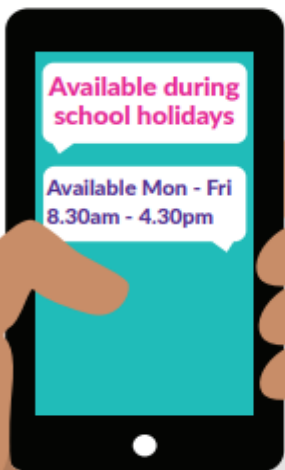 Available during
school holidays
Available Mon - Fri
8.30am - 4.30pm